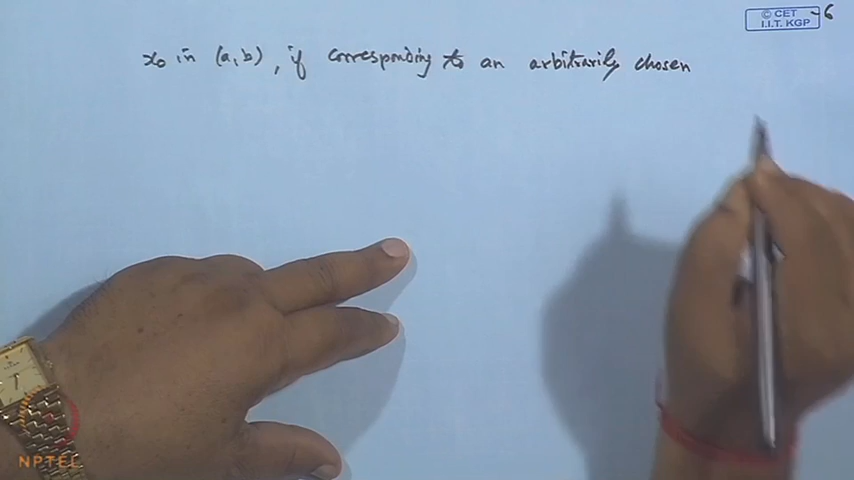 © CET
I.I.T. KGP
-6
x₀ in (a, b), if corresponding to an arbitrarily chosen
NPTEL